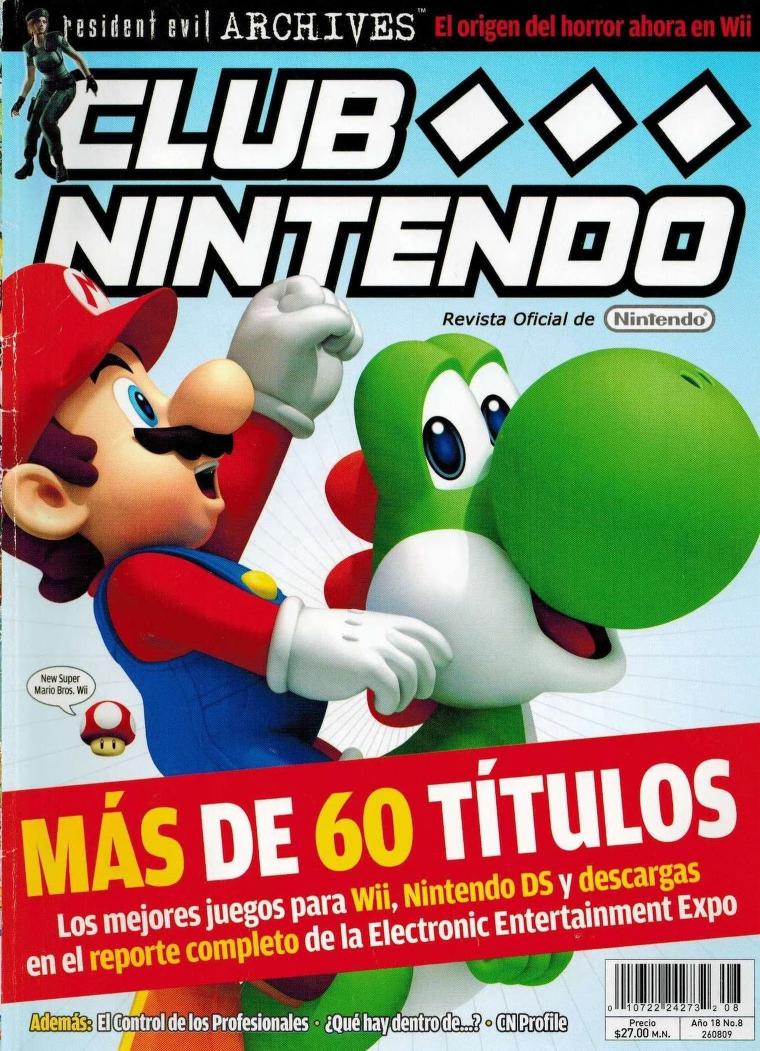 resident evil ARCHIVES™ El origen del horror ahora en Wii
CLUB
NINTENDO
Revista Oficial de Nintendo®
M
New Super
Mario Bros. Wii
MÁS DE 60 TÍTULOS
Los mejores juegos para Wii, Nintendo DS y descargas
en el reporte completo de la Electronic Entertainment Expo
Además: El Control de los Profesionales · ¿Qué hay dentro de...? · CN Profile
0 10722 24273 2 08
Precio
$27.00 M.N.
Año 18 No.8
260809